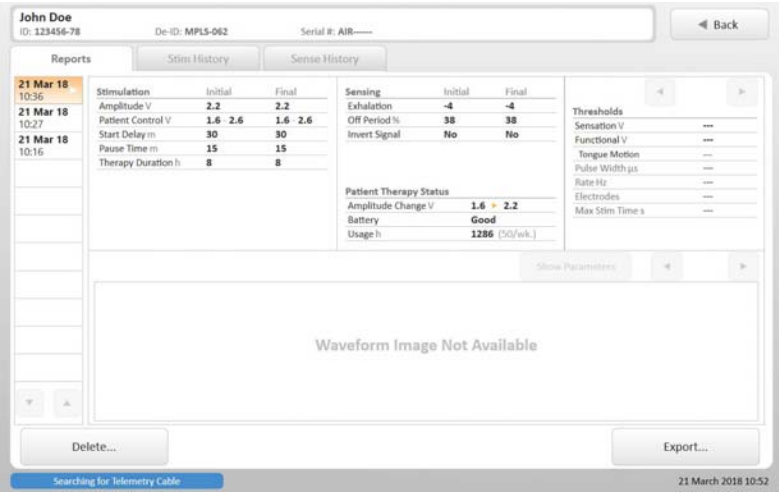 John Doe
ID: 123456-78 De-ID: MPLS-062 Serial #: AIR------
Back
Reports Stim History Sense History
21 Mar 18
10:36
21 Mar 18
10:27
21 Mar 18
10:16
Stimulation Initial Final
Amplitude V 2.2 2.2
Patient Control V 1.6 - 2.6 1.6 - 2.6
Start Delay m 30 30
Pause Time m 15 15
Therapy Duration h 8 8
Sensing Initial Final
Exhalation -4 -4
Off Period % 38 38
Invert Signal No No
Patient Therapy Status
Amplitude Change V 1.6 ▶ 2.2
Battery Good
Usage h 1286 (50/wk.)
Thresholds
Sensation V ---
Functional V ---
Tongue Motion ---
Pulse Width µs ---
Rate Hz ---
Electrodes ---
Max Stim Time s ---
Show Parameters
Waveform Image Not Available
Delete... Export...
Searching for Telemetry Cable 21 March 2018 10:52